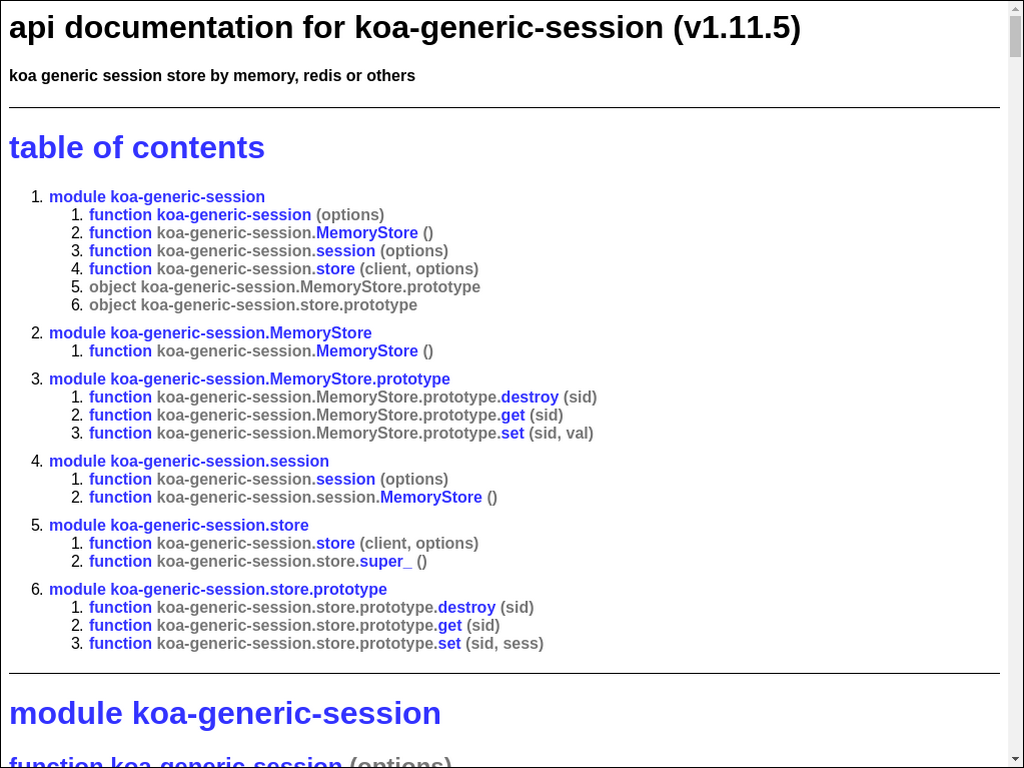 api documentation for koa-generic-session (v1.11.5)
koa generic session store by memory, redis or others
table of contents
1. module koa-generic-session
1. function koa-generic-session (options)
2. function koa-generic-session.MemoryStore ()
3. function koa-generic-session.session (options)
4. function koa-generic-session.store (client, options)
5. object koa-generic-session.MemoryStore.prototype
6. object koa-generic-session.store.prototype
2. module koa-generic-session.MemoryStore
1. function koa-generic-session.MemoryStore ()
3. module koa-generic-session.MemoryStore.prototype
1. function koa-generic-session.MemoryStore.prototype.destroy (sid)
2. function koa-generic-session.MemoryStore.prototype.get (sid)
3. function koa-generic-session.MemoryStore.prototype.set (sid, val)
4. module koa-generic-session.session
1. function koa-generic-session.session (options)
2. function koa-generic-session.session.MemoryStore ()
5. module koa-generic-session.store
1. function koa-generic-session.store (client, options)
2. function koa-generic-session.store.super_ ()
6. module koa-generic-session.store.prototype
1. function koa-generic-session.store.prototype.destroy (sid)
2. function koa-generic-session.store.prototype.get (sid)
3. function koa-generic-session.store.prototype.set (sid, sess)
module koa-generic-session
function koa-generic-session (options)